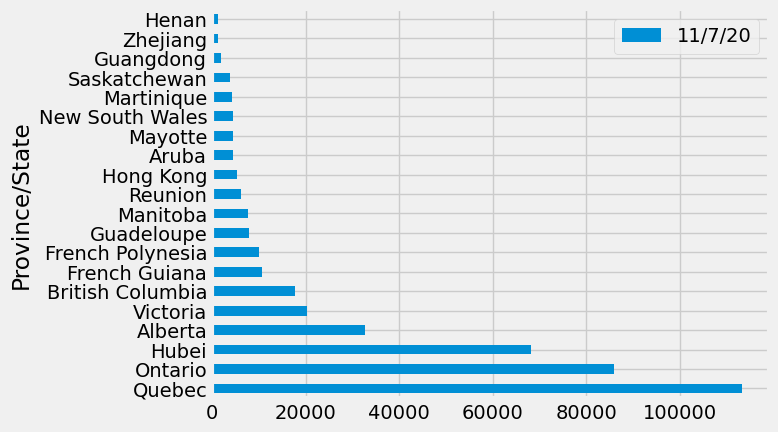 11/7/20
Province/State
Henan
Zhejiang
Guangdong
Saskatchewan
Martinique
New South Wales
Mayotte
Aruba
Hong Kong
Reunion
Manitoba
Guadeloupe
French Polynesia
French Guiana
British Columbia
Victoria
Alberta
Hubei
Ontario
Quebec
0 20000 40000 60000 80000 100000